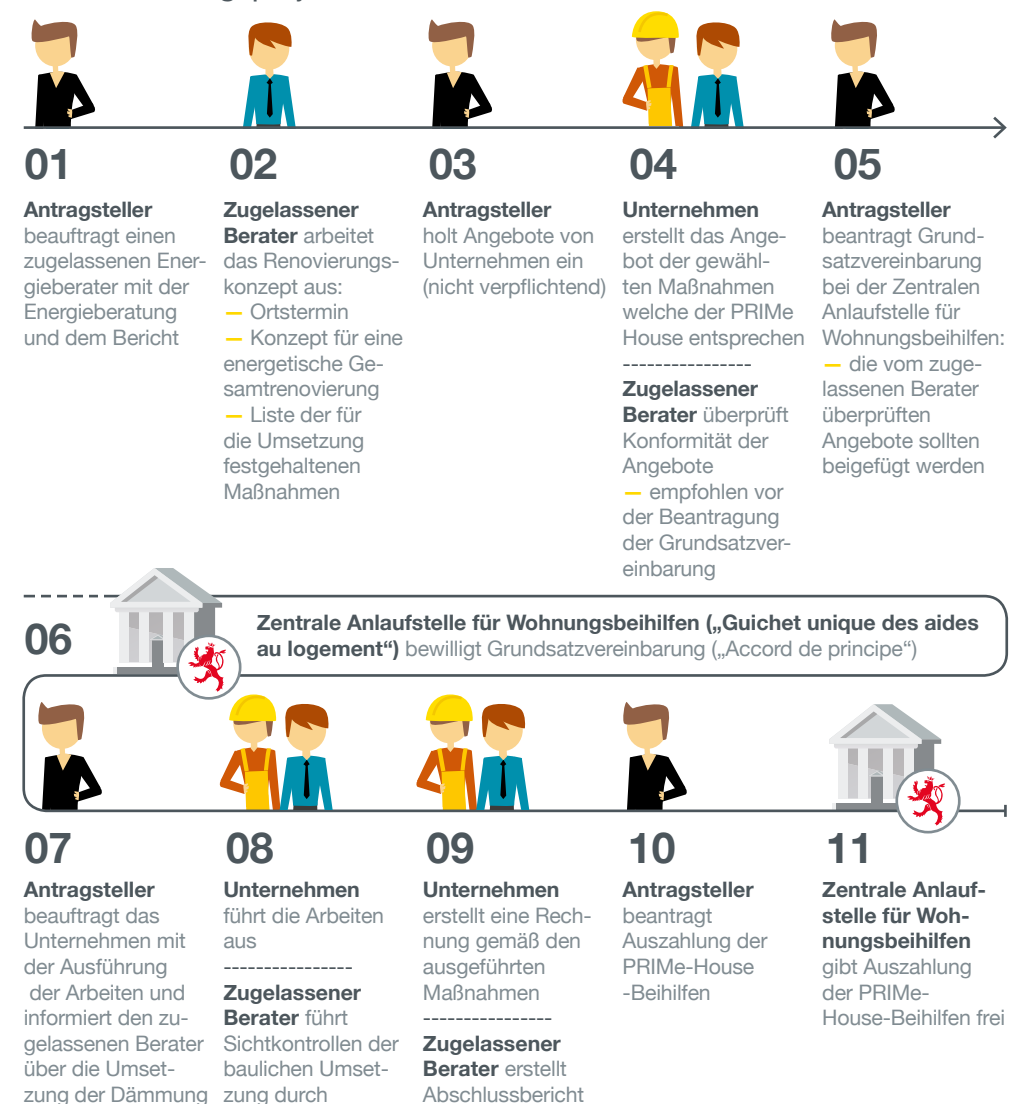 01
Antragsteller
beauftragt einen
zugelassenen Ener-
gieberater mit der
Energieberatung
und dem Bericht
02
Zugelassener
Berater arbeitet
das Renovierungs-
konzept aus:
— Ortstermin
— Konzept für eine
energetische Ge-
samtrenovierung
— Liste der für
die Umsetzung
festgehaltenen
Maßnahmen
03
Antragsteller
holt Angebote von
Unternehmen ein
(nicht verpflichtend)
04
Unternehmen
erstellt das Ange-
bot der gewähl-
ten Maßnahmen
welche der PRIMe
House entsprechen
----------------
Zugelassener
Berater überprüft
Konformität der
Angebote
— empfohlen vor
der Beantragung
der Grundsatzver-
einbarung
05
Antragsteller
beantragt Grund-
satzvereinbarung
bei der Zentralen
Anlaufstelle für
Wohnungsbeihilfen:
— die vom zuge-
lassenen Berater
überprüften
Angebote sollten
beigefügt werden
06
Zentrale Anlaufstelle für Wohnungsbeihilfen („Guichet unique des aides
au logement“) bewilligt Grundsatzvereinbarung („Accord de principe“)
07
Antragsteller
beauftragt das
Unternehmen mit
der Ausführung
der Arbeiten und
informiert den zu-
gelassenen Berater
über die Umset-
zung der Dämmung
08
Unternehmen
führt die Arbeiten
aus
----------------
Zugelassener
Berater führt
Sichtkontrollen der
baulichen Umset-
zung durch
09
Unternehmen
erstellt eine Rech-
nung gemäß den
ausgeführten
Maßnahmen
----------------
Zugelassener
Berater erstellt
Abschlussbericht
10
Antragsteller
beantragt
Auszahlung der
PRIMe-House
-Beihilfen
11
Zentrale Anlauf-
stelle für Woh-
nungsbeihilfen
gibt Auszahlung
der PRIMe-
House-Beihilfen frei